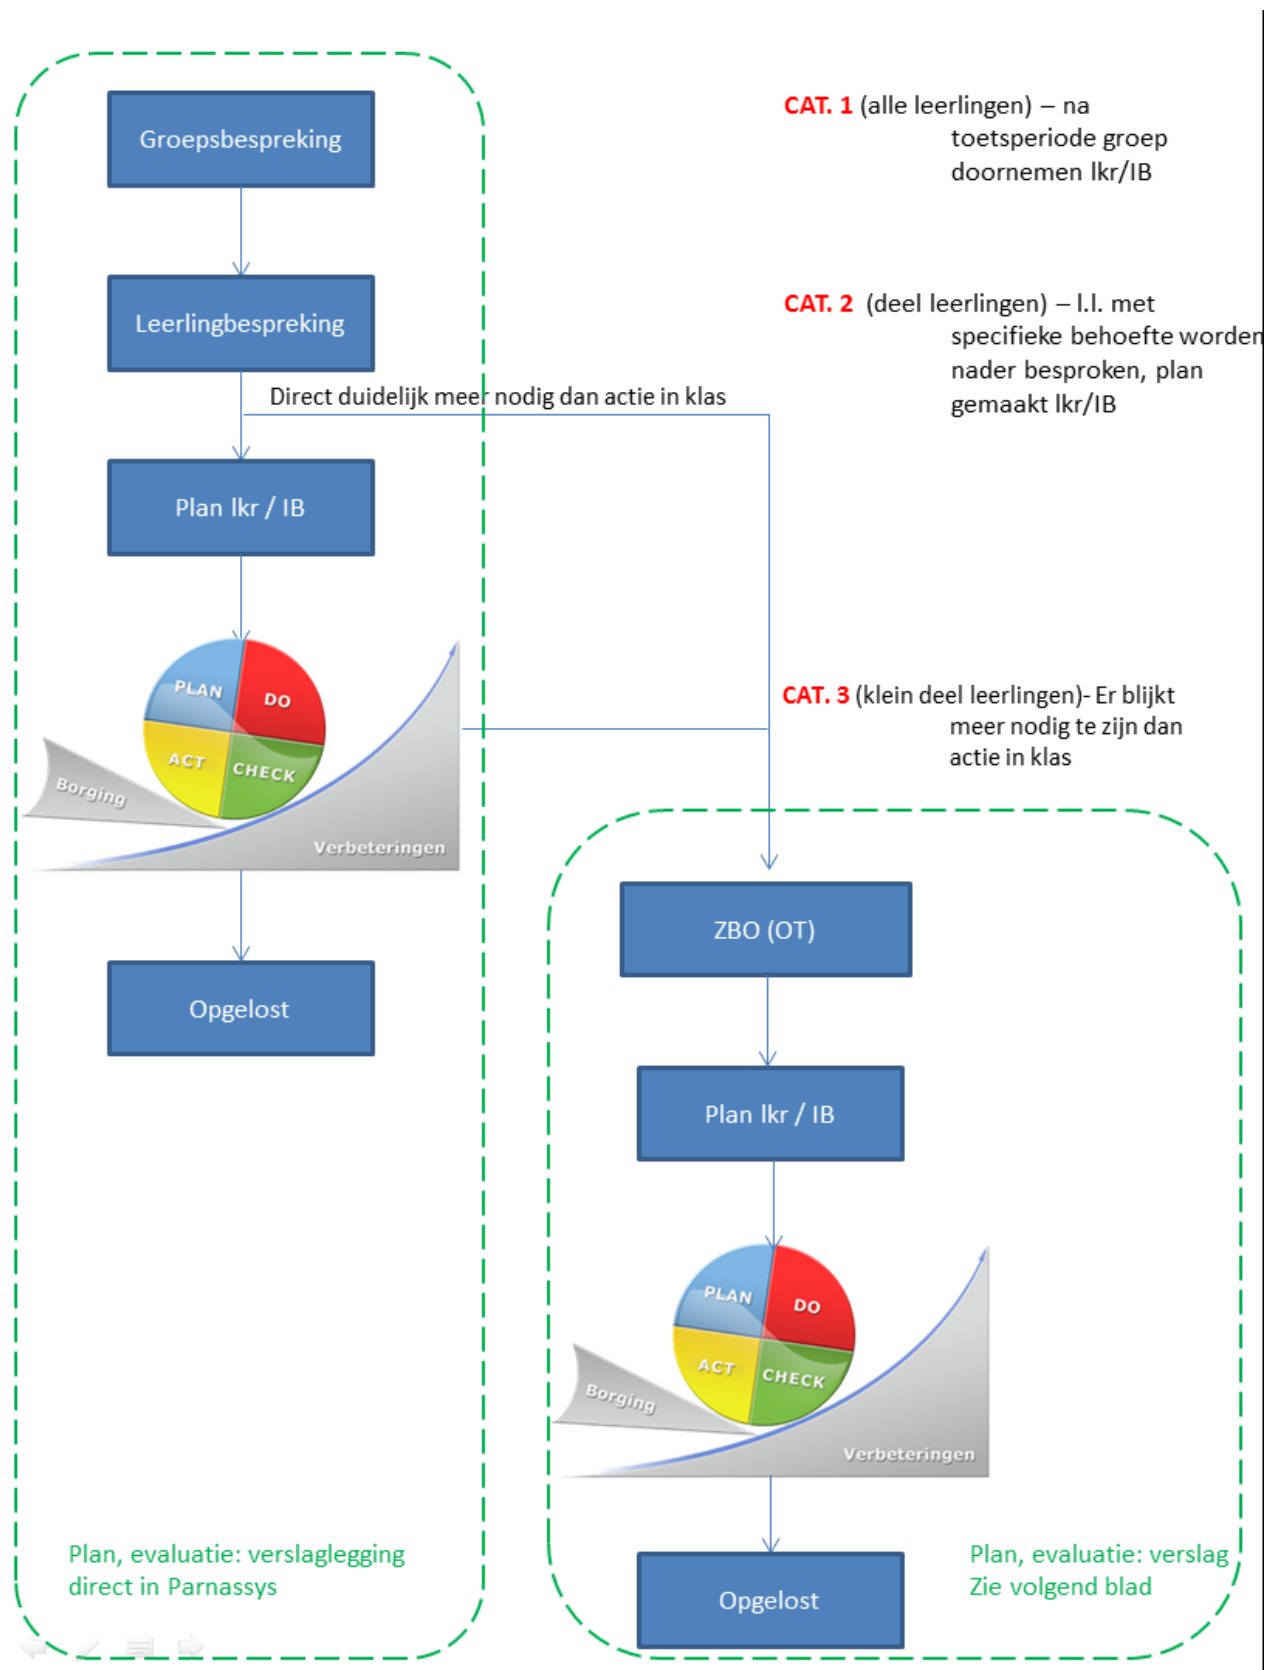 Groepsbespreking
CAT. 1 (alle leerlingen) – na
toetsperiode groep
doornemen lkr/IB
Leerlingbespreking
CAT. 2 (deel leerlingen) – l.l. met
specifieke behoefte worden
nader besproken, plan
gemaakt lkr/IB
Direct duidelijk meer nodig dan actie in klas
Plan lkr / IB
PLAN
DO
ACT
CHECK
Borging
Verbeteringen
CAT. 3 (klein deel leerlingen)- Er blijkt
meer nodig te zijn dan
actie in klas
Opgelost
ZBO (OT)
Plan lkr / IB
PLAN
DO
ACT
CHECK
Borging
Verbeteringen
Plan, evaluatie: verslaglegging
direct in Parnassys
Opgelost
Plan, evaluatie: verslag
Zie volgend blad